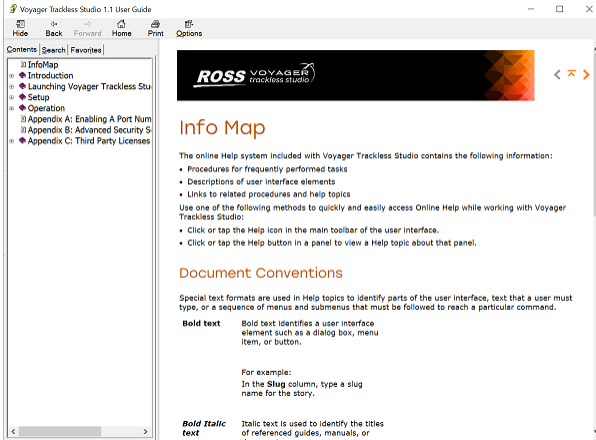 Voyager Trackless Studio 1.1 User Guide
Hide Back Forward Home Print Options
Contents Search Favorites
InfoMap
Introduction
Launching Voyager Trackless Stu
Setup
Operation
Appendix A: Enabling A Port Num
Appendix B: Advanced Security S
Appendix C: Third Party Licenses
ROSS VOYAGER
trackless studio
Info Map
The online Help system included with Voyager Trackless Studio contains the following information:
• Procedures for frequently performed tasks
• Descriptions of user interface elements
• Links to related procedures and help topics
Use one of the following methods to quickly and easily access Online Help while working with Voyager
Trackless Studio:
• Click or tap the Help icon in the main toolbar of the user interface.
• Click or tap the Help button in a panel to view a Help topic about that panel.
Document Conventions
Special text formats are used in Help topics to identify parts of the user interface, text that a user must
type, or a sequence of menus and submenus that must be followed to reach a particular command.
Bold text Bold text identifies a user interface
element such as a dialog box, menu
item, or button.
For example:
In the Slug column, type a slug
name for the story.
Bold Italic Italic text is used to identify the titles
text of referenced guides, manuals, or